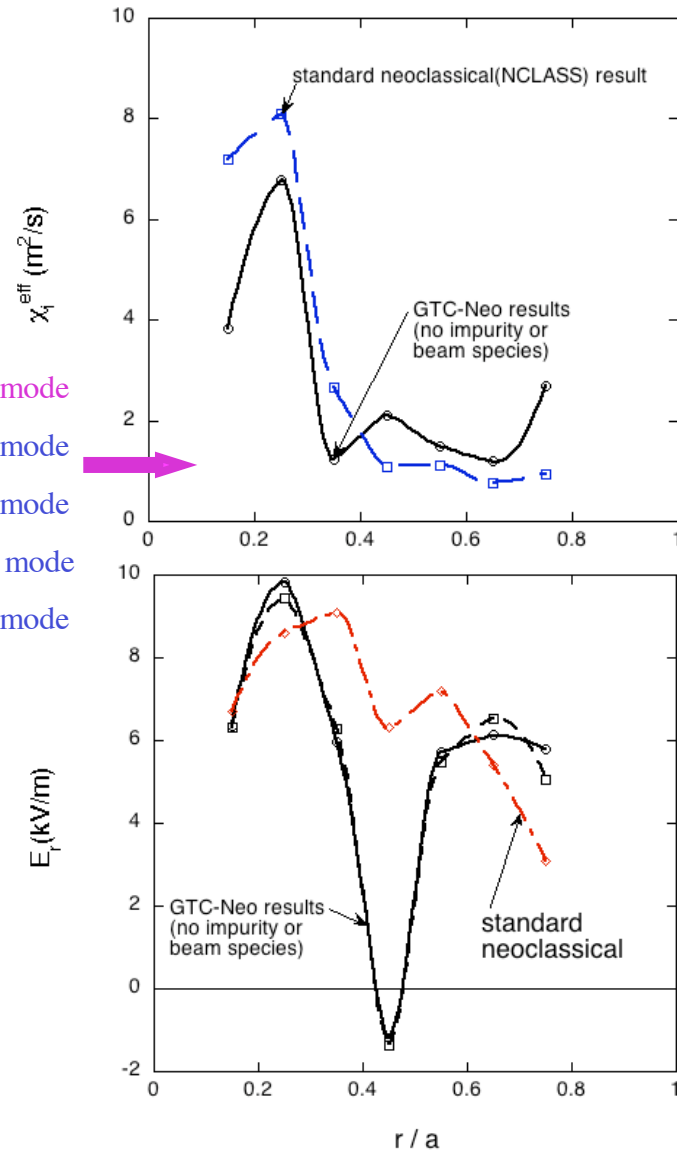 10
standard neoclassical(NCLASS) result
8
6
χ_i^eff (m²/s)
4
GTC-Neo results
(no impurity or
beam species)
mode
2
mode
mode
0
0 0.2 0.4 0.6 0.8 1
mode
10
mode
8
6
E_r(kV/m)
4
2
GTC-Neo results
(no impurity or
beam species)
standard
neoclassical
0
-2
0 0.2 0.4 0.6 0.8 1
r / a